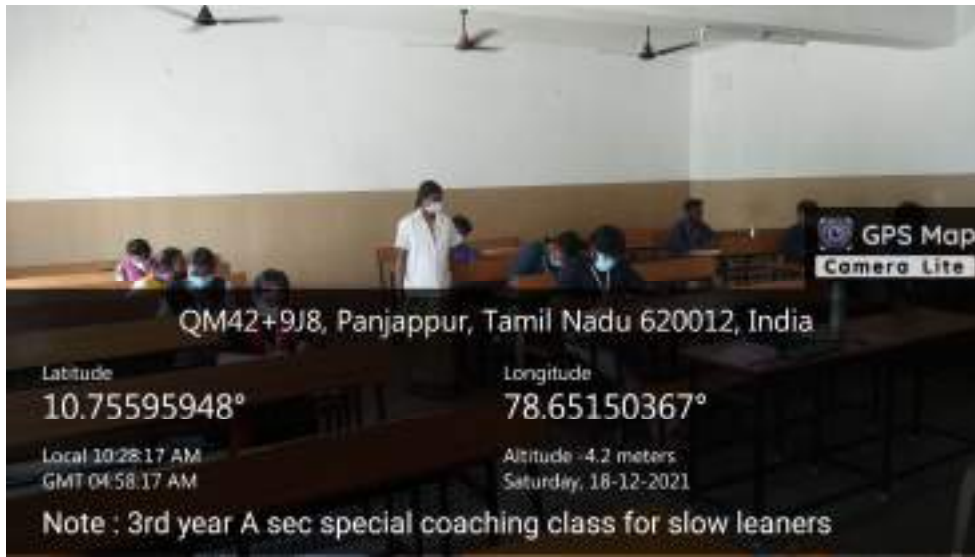 GPS Map
Camera Lite
QM42+9J8, Panjappur, Tamil Nadu 620012, India
Latitude
10.75595948°
Longitude
78.65150367°
Local 10:28:17 AM
GMT 04:58:17 AM
Altitude -4.2 meters
Saturday, 18-12-2021
Note : 3rd year A sec special coaching class for slow leaners